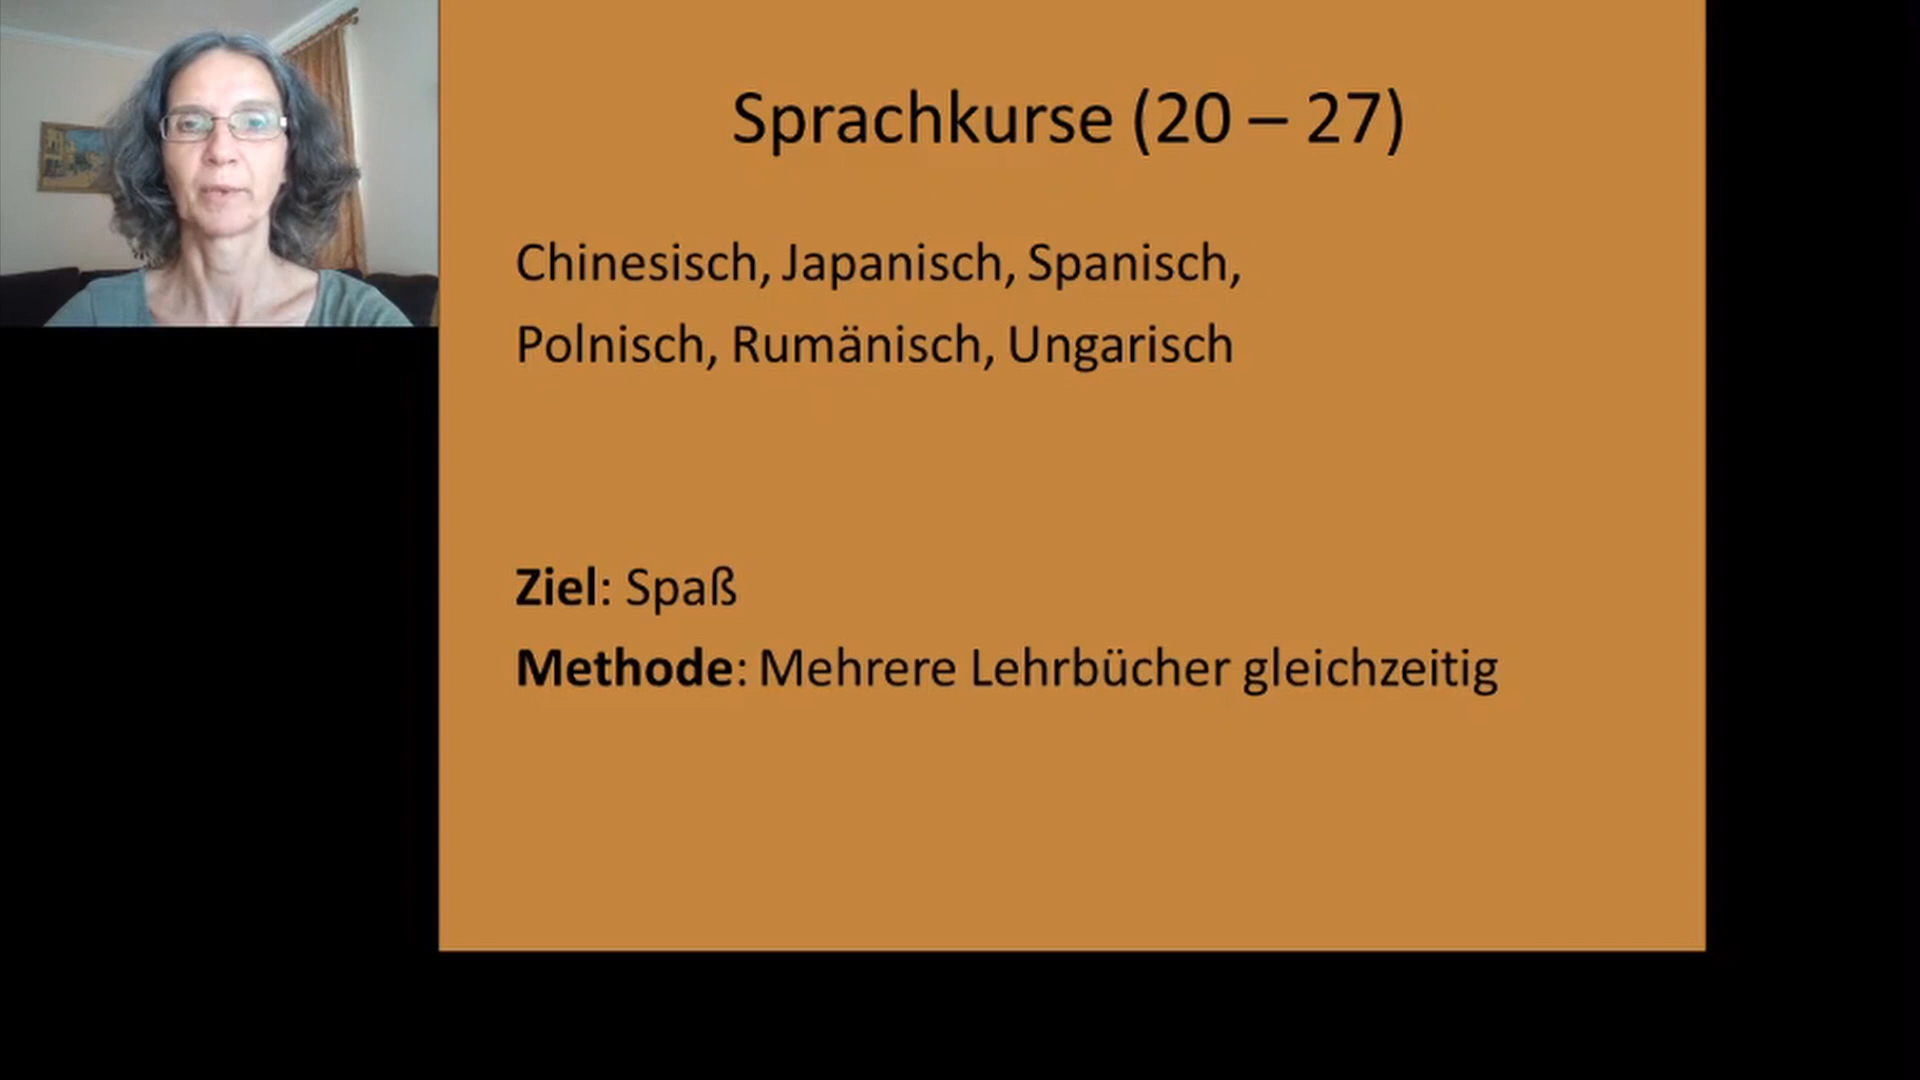 Sprachkurse (20 – 27)
Chinesisch, Japanisch, Spanisch,
Polnisch, Rumänisch, Ungarisch
Ziel: Spaß
Methode: Mehrere Lehrbücher gleichzeitig